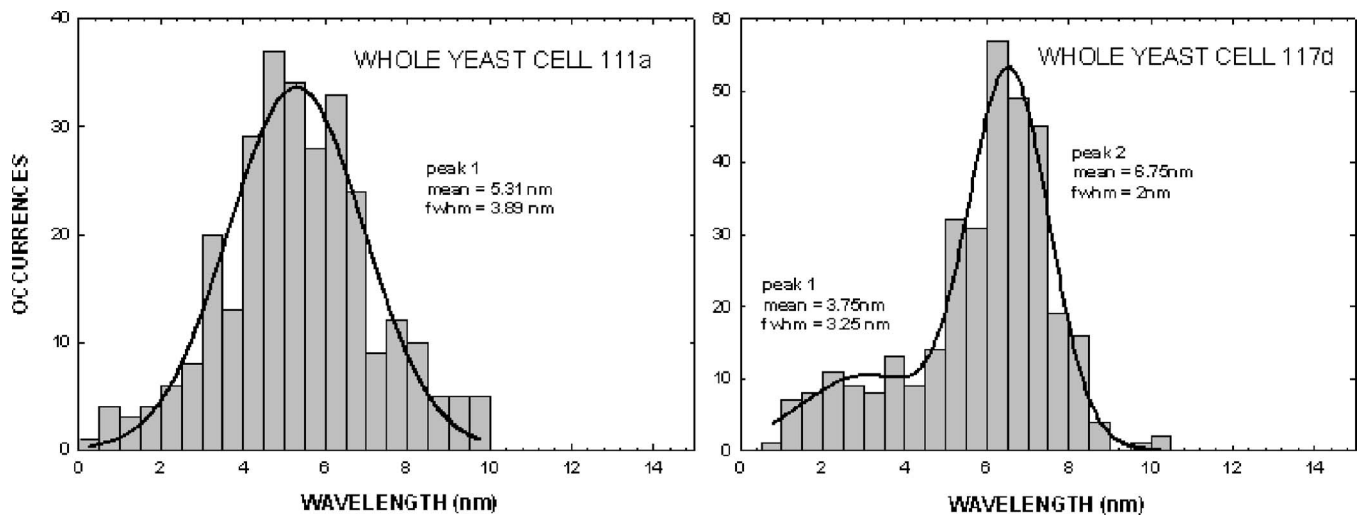 40
30
20
10
0
OCCURRENCES
WHOLE YEAST CELL 111a
peak 1
mean = 5.31 nm
fwhm = 3.89 nm
0 2 4 6 8 10 12 14
WAVELENGTH (nm)
60
50
40
30
20
10
0
WHOLE YEAST CELL 117d
peak 2
mean = 6.75nm
fwhm = 2nm
peak 1
mean = 3.75nm
fwhm = 3.25 nm
0 2 4 6 8 10 12 14
WAVELENGTH (nm)